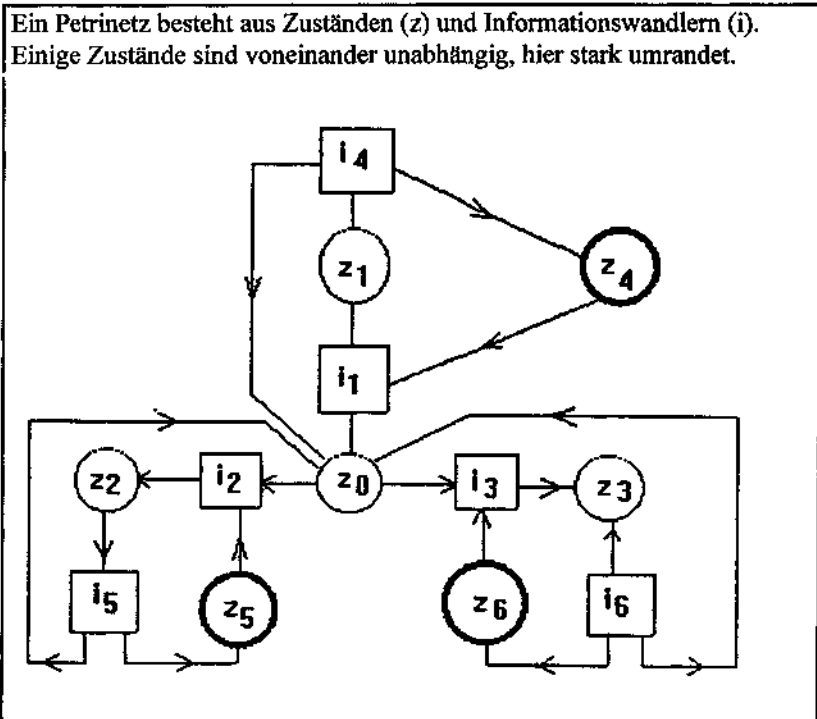 Ein Petrinetz besteht aus Zuständen (z) und Informationswandlern (i).
Einige Zustände sind voneinander unabhängig, hier stark umrandet.
i4
z1
z4
i1
z2
i2
z0
i3
z3
i5
z5
z6
i6